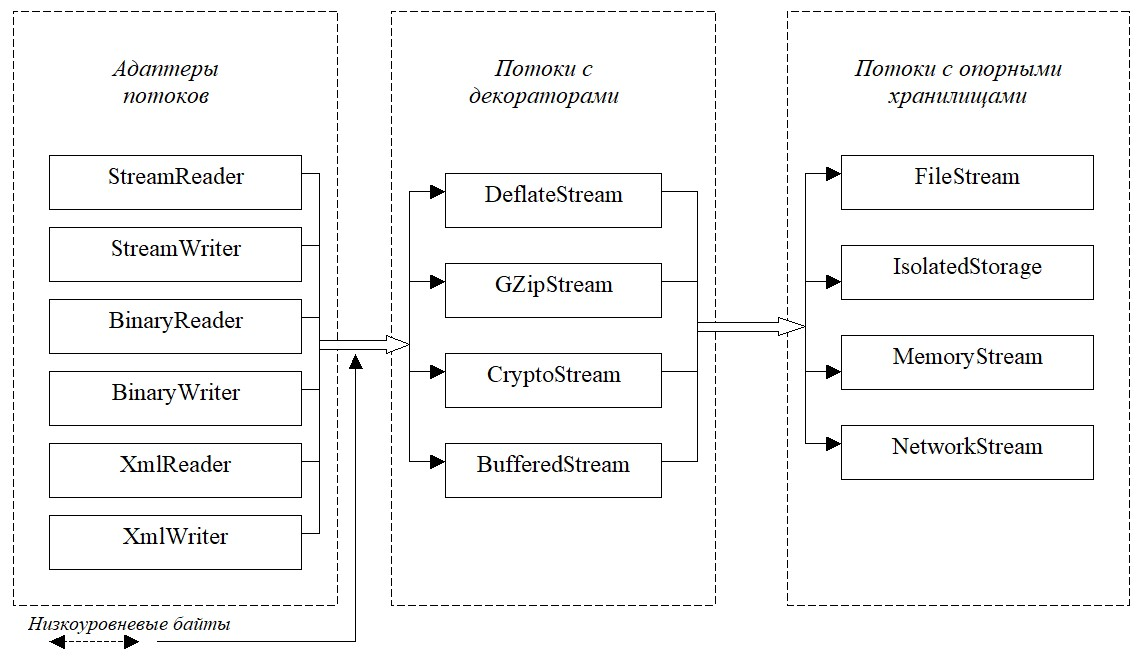 Адаптеры
потоков
StreamReader
StreamWriter
BinaryReader
BinaryWriter
XmlReader
XmlWriter
Низкоуровневые байты
Потоки с
декораторами
DeflateStream
GZipStream
CryptoStream
BufferedStream
Потоки с опорными
хранилищами
FileStream
IsolatedStorage
MemoryStream
NetworkStream